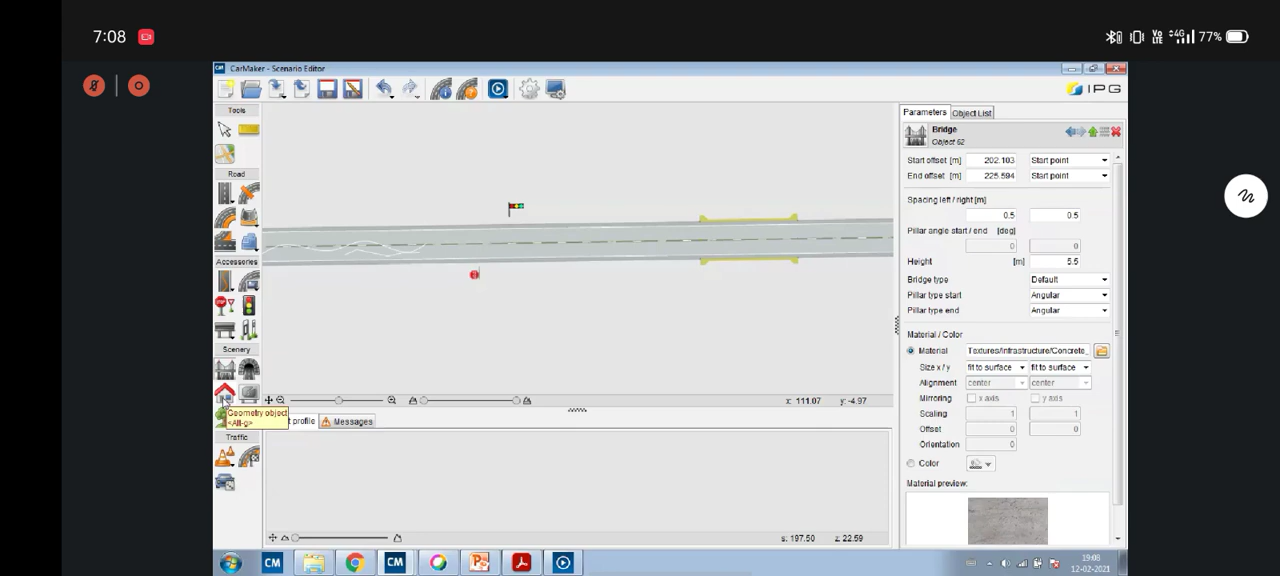 7:08
4G
77%
CarMaker - Scenario Editor
IPG
Tools
Road
Accessories
STOP
Scenery
Geometry object
<Alt-g>
Traffic
x: 111.07 y: -4.97
t profile Messages
s: 197.50 z: 22.59
Parameters Object List
Bridge
Object 62
Start offset [m] 202.103 Start point
End offset [m] 225.594 Start point
Spacing left / right [m]
0.5 0.5
Pillar angle start / end [deg]
0 0
Height [m] 5.5
Bridge type Default
Pillar type start Angular
Pillar type end Angular
Material / Color
Material Textures/Infrastructure/Concrete_
Size x / y fit to surface fit to surface
Alignment center center
Mirroring x axis y axis
Scaling 1 1
Offset 0 0
Orientation 0
Color
Material preview:
CM CM
19:08
12-02-2021